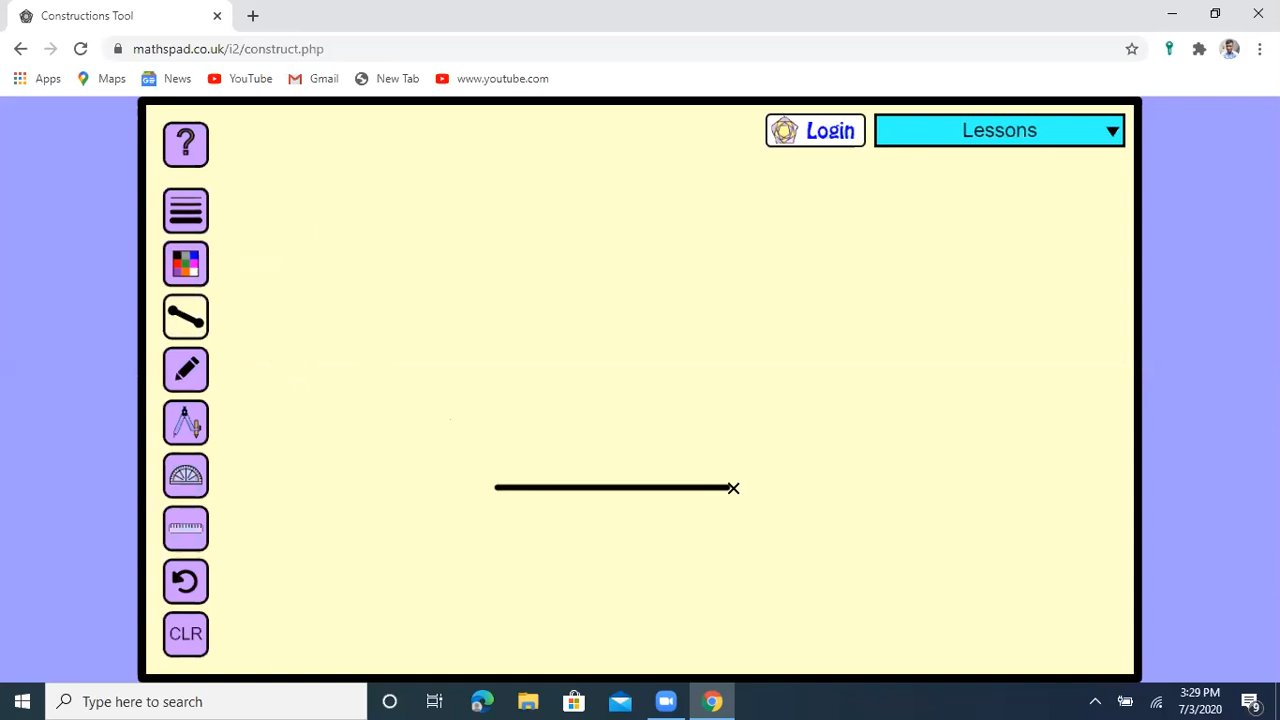 Constructions Tool
mathspad.co.uk/i2/construct.php
Apps Maps News YouTube Gmail New Tab www.youtube.com
? Login Lessons
CLR
Type here to search
3:29 PM
7/3/2020
9